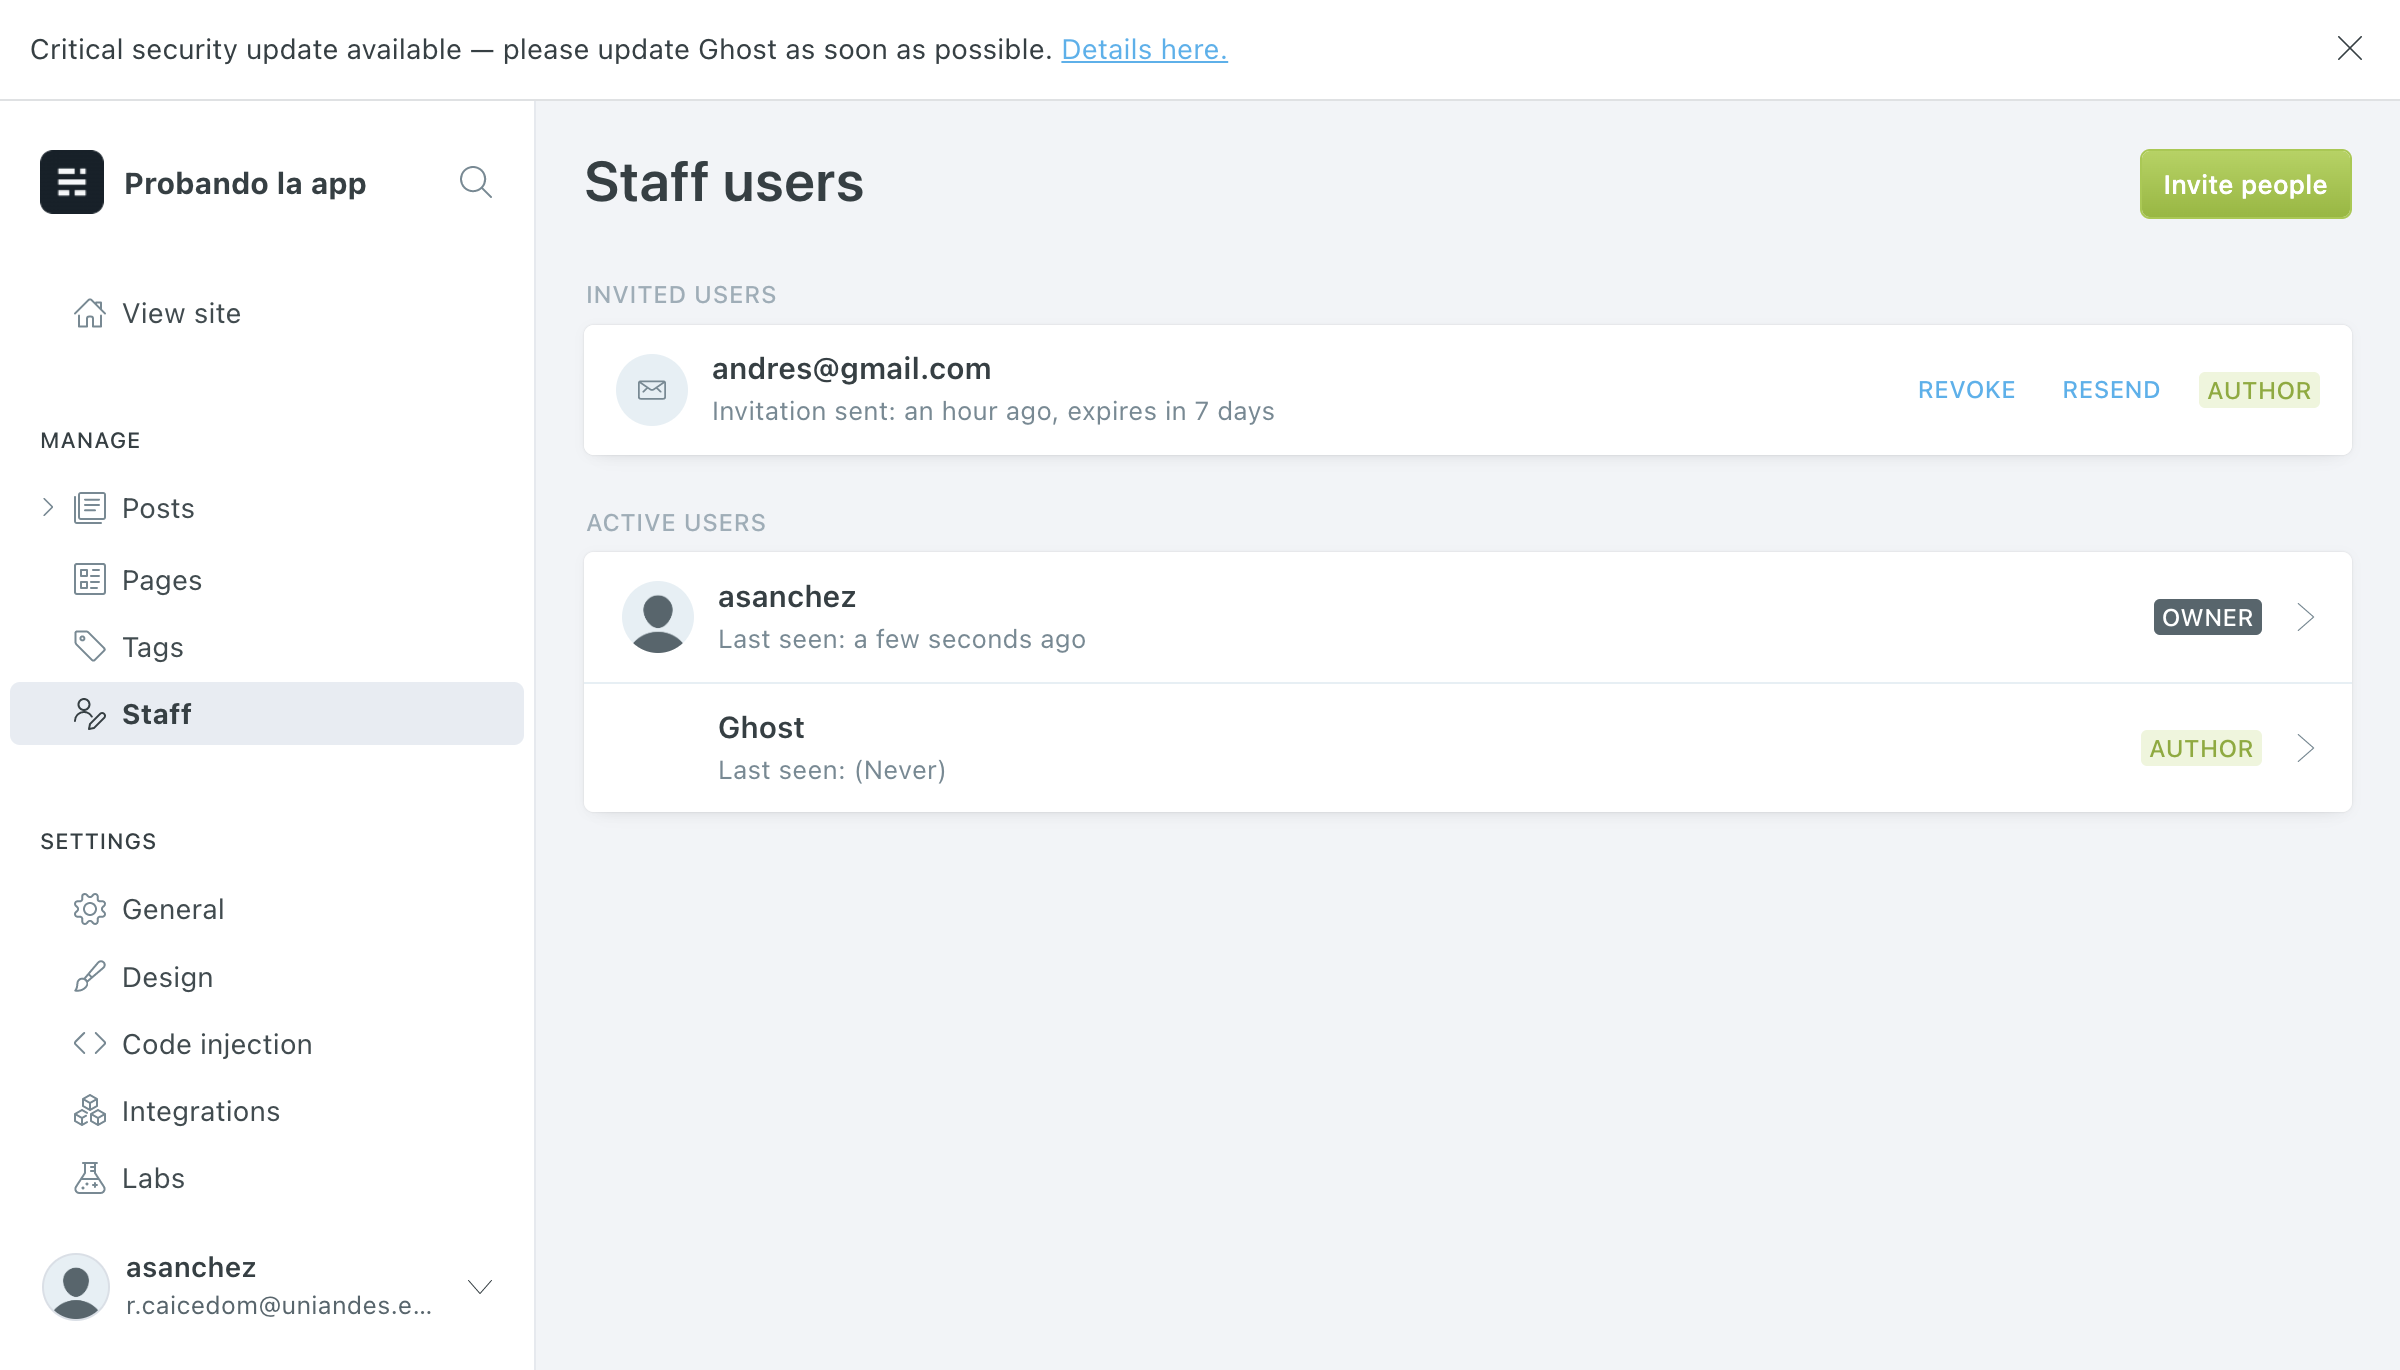 Critical security update available — please update Ghost as soon as possible. Details here.
Probando la app
View site
MANAGE
Posts
Pages
Tags
Staff
SETTINGS
General
Design
Code injection
Integrations
Labs
asanchez
r.caicedom@uniandes.e...
Staff users
Invite people
INVITED USERS
andres@gmail.com
Invitation sent: an hour ago, expires in 7 days
REVOKE RESEND AUTHOR
ACTIVE USERS
asanchez
Last seen: a few seconds ago
OWNER
Ghost
Last seen: (Never)
AUTHOR